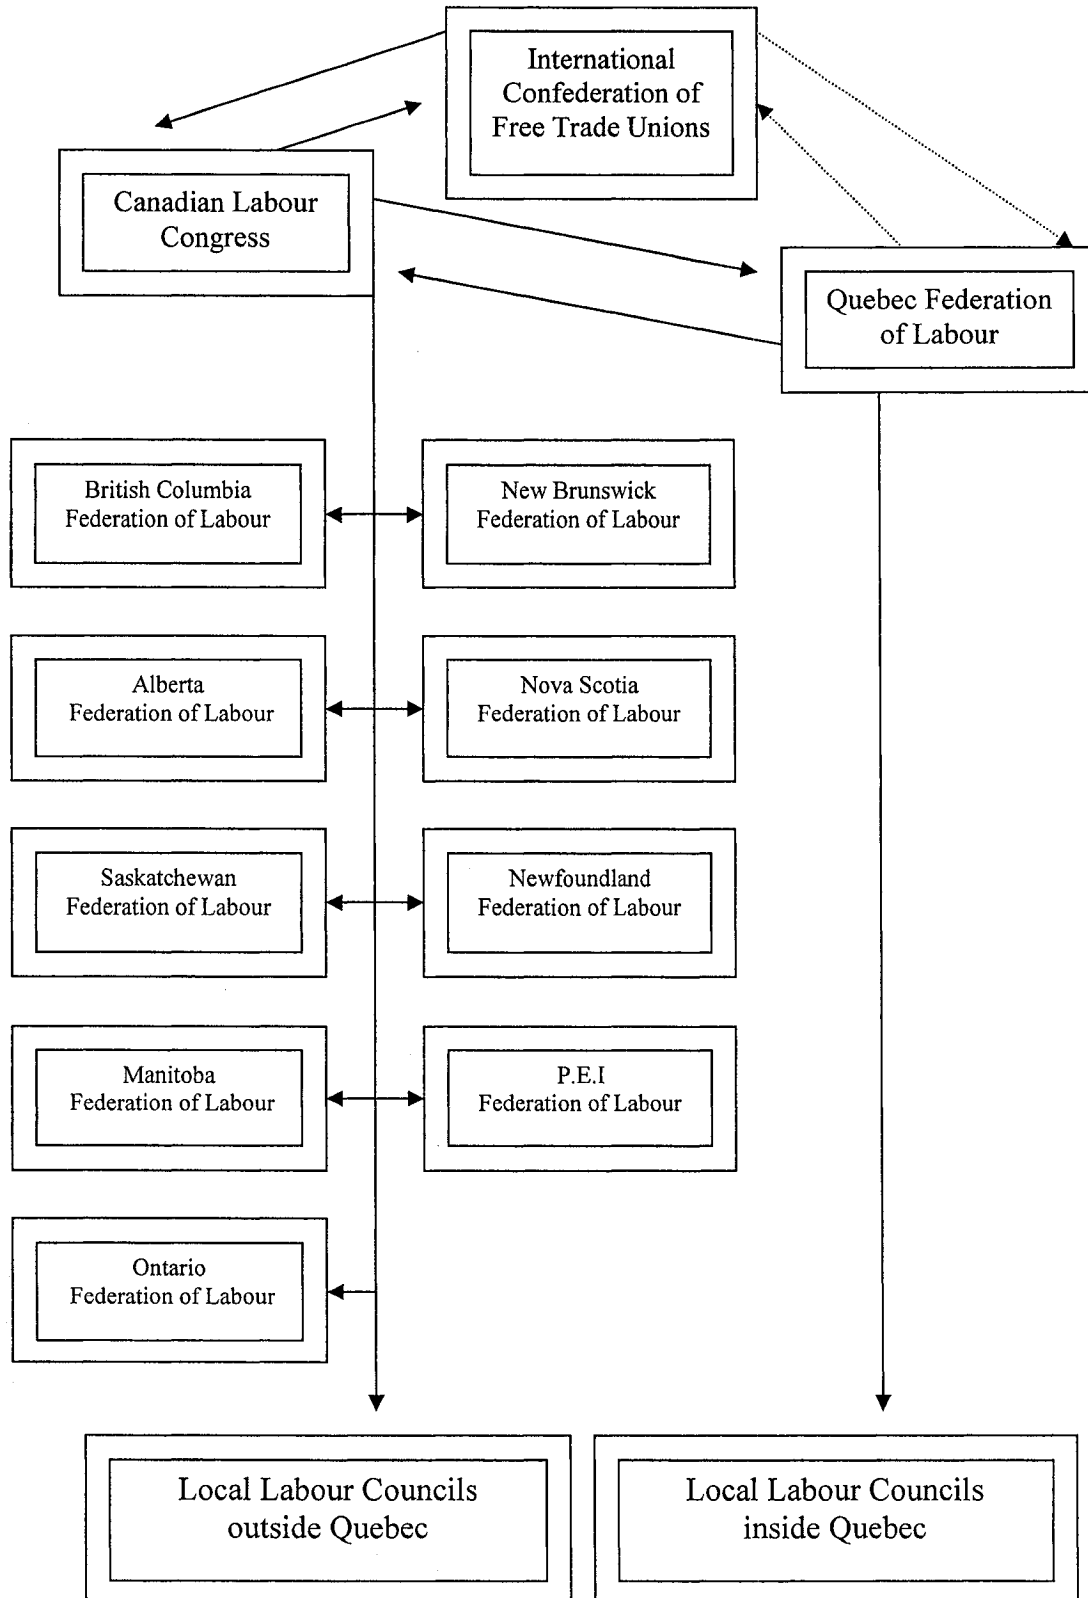 International
Confederation of
Free Trade Unions
Canadian Labour
Congress
Quebec Federation
of Labour
British Columbia
Federation of Labour
New Brunswick
Federation of Labour
Alberta
Federation of Labour
Nova Scotia
Federation of Labour
Saskatchewan
Federation of Labour
Newfoundland
Federation of Labour
Manitoba
Federation of Labour
P.E.I
Federation of Labour
Ontario
Federation of Labour
Local Labour Councils
outside Quebec
Local Labour Councils
inside Quebec